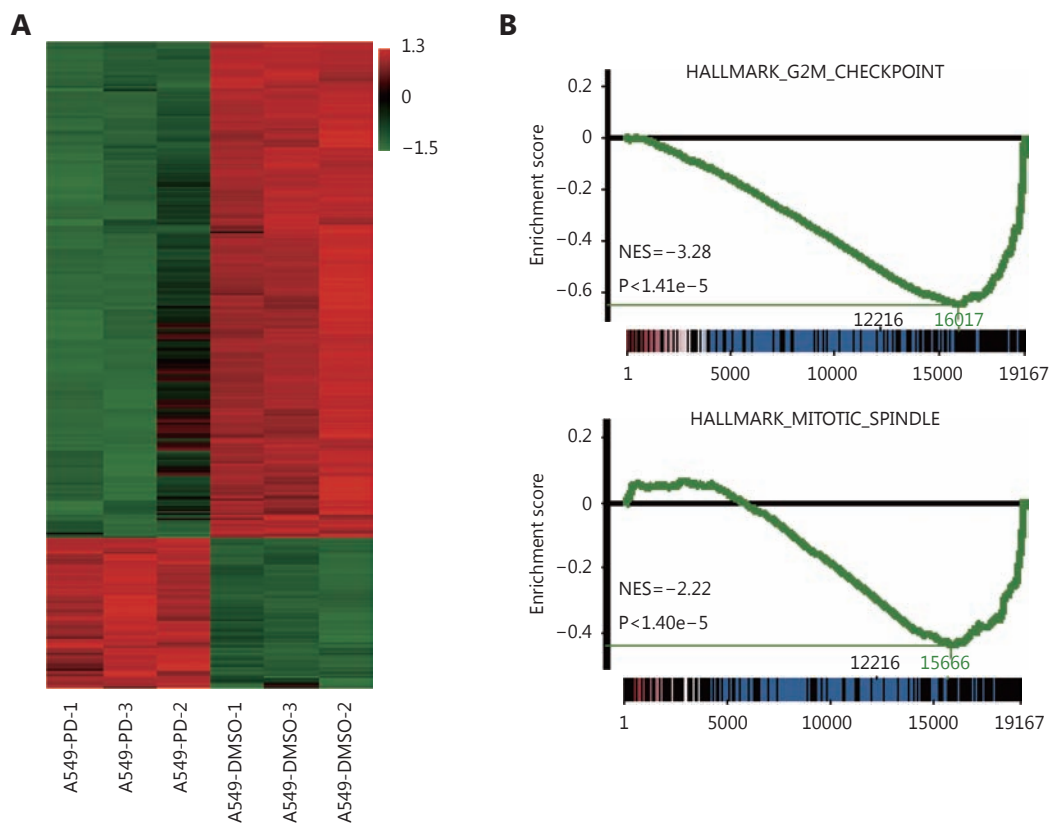 A
1.3
0
−1.5
A549-PD-1
A549-PD-3
A549-PD-2
A549-DMSO-1
A549-DMSO-3
A549-DMSO-2
B
HALLMARK_G2M_CHECKPOINT
Enrichment score
0.2
0
−0.2
−0.4
−0.6
NES=−3.28
P<1.41e−5
12216
16017
1
5000
10000
15000
19167
HALLMARK_MITOTIC_SPINDLE
Enrichment score
0.2
0
−0.2
−0.4
NES=−2.22
P<1.40e−5
12216
15666
1
5000
10000
15000
19167